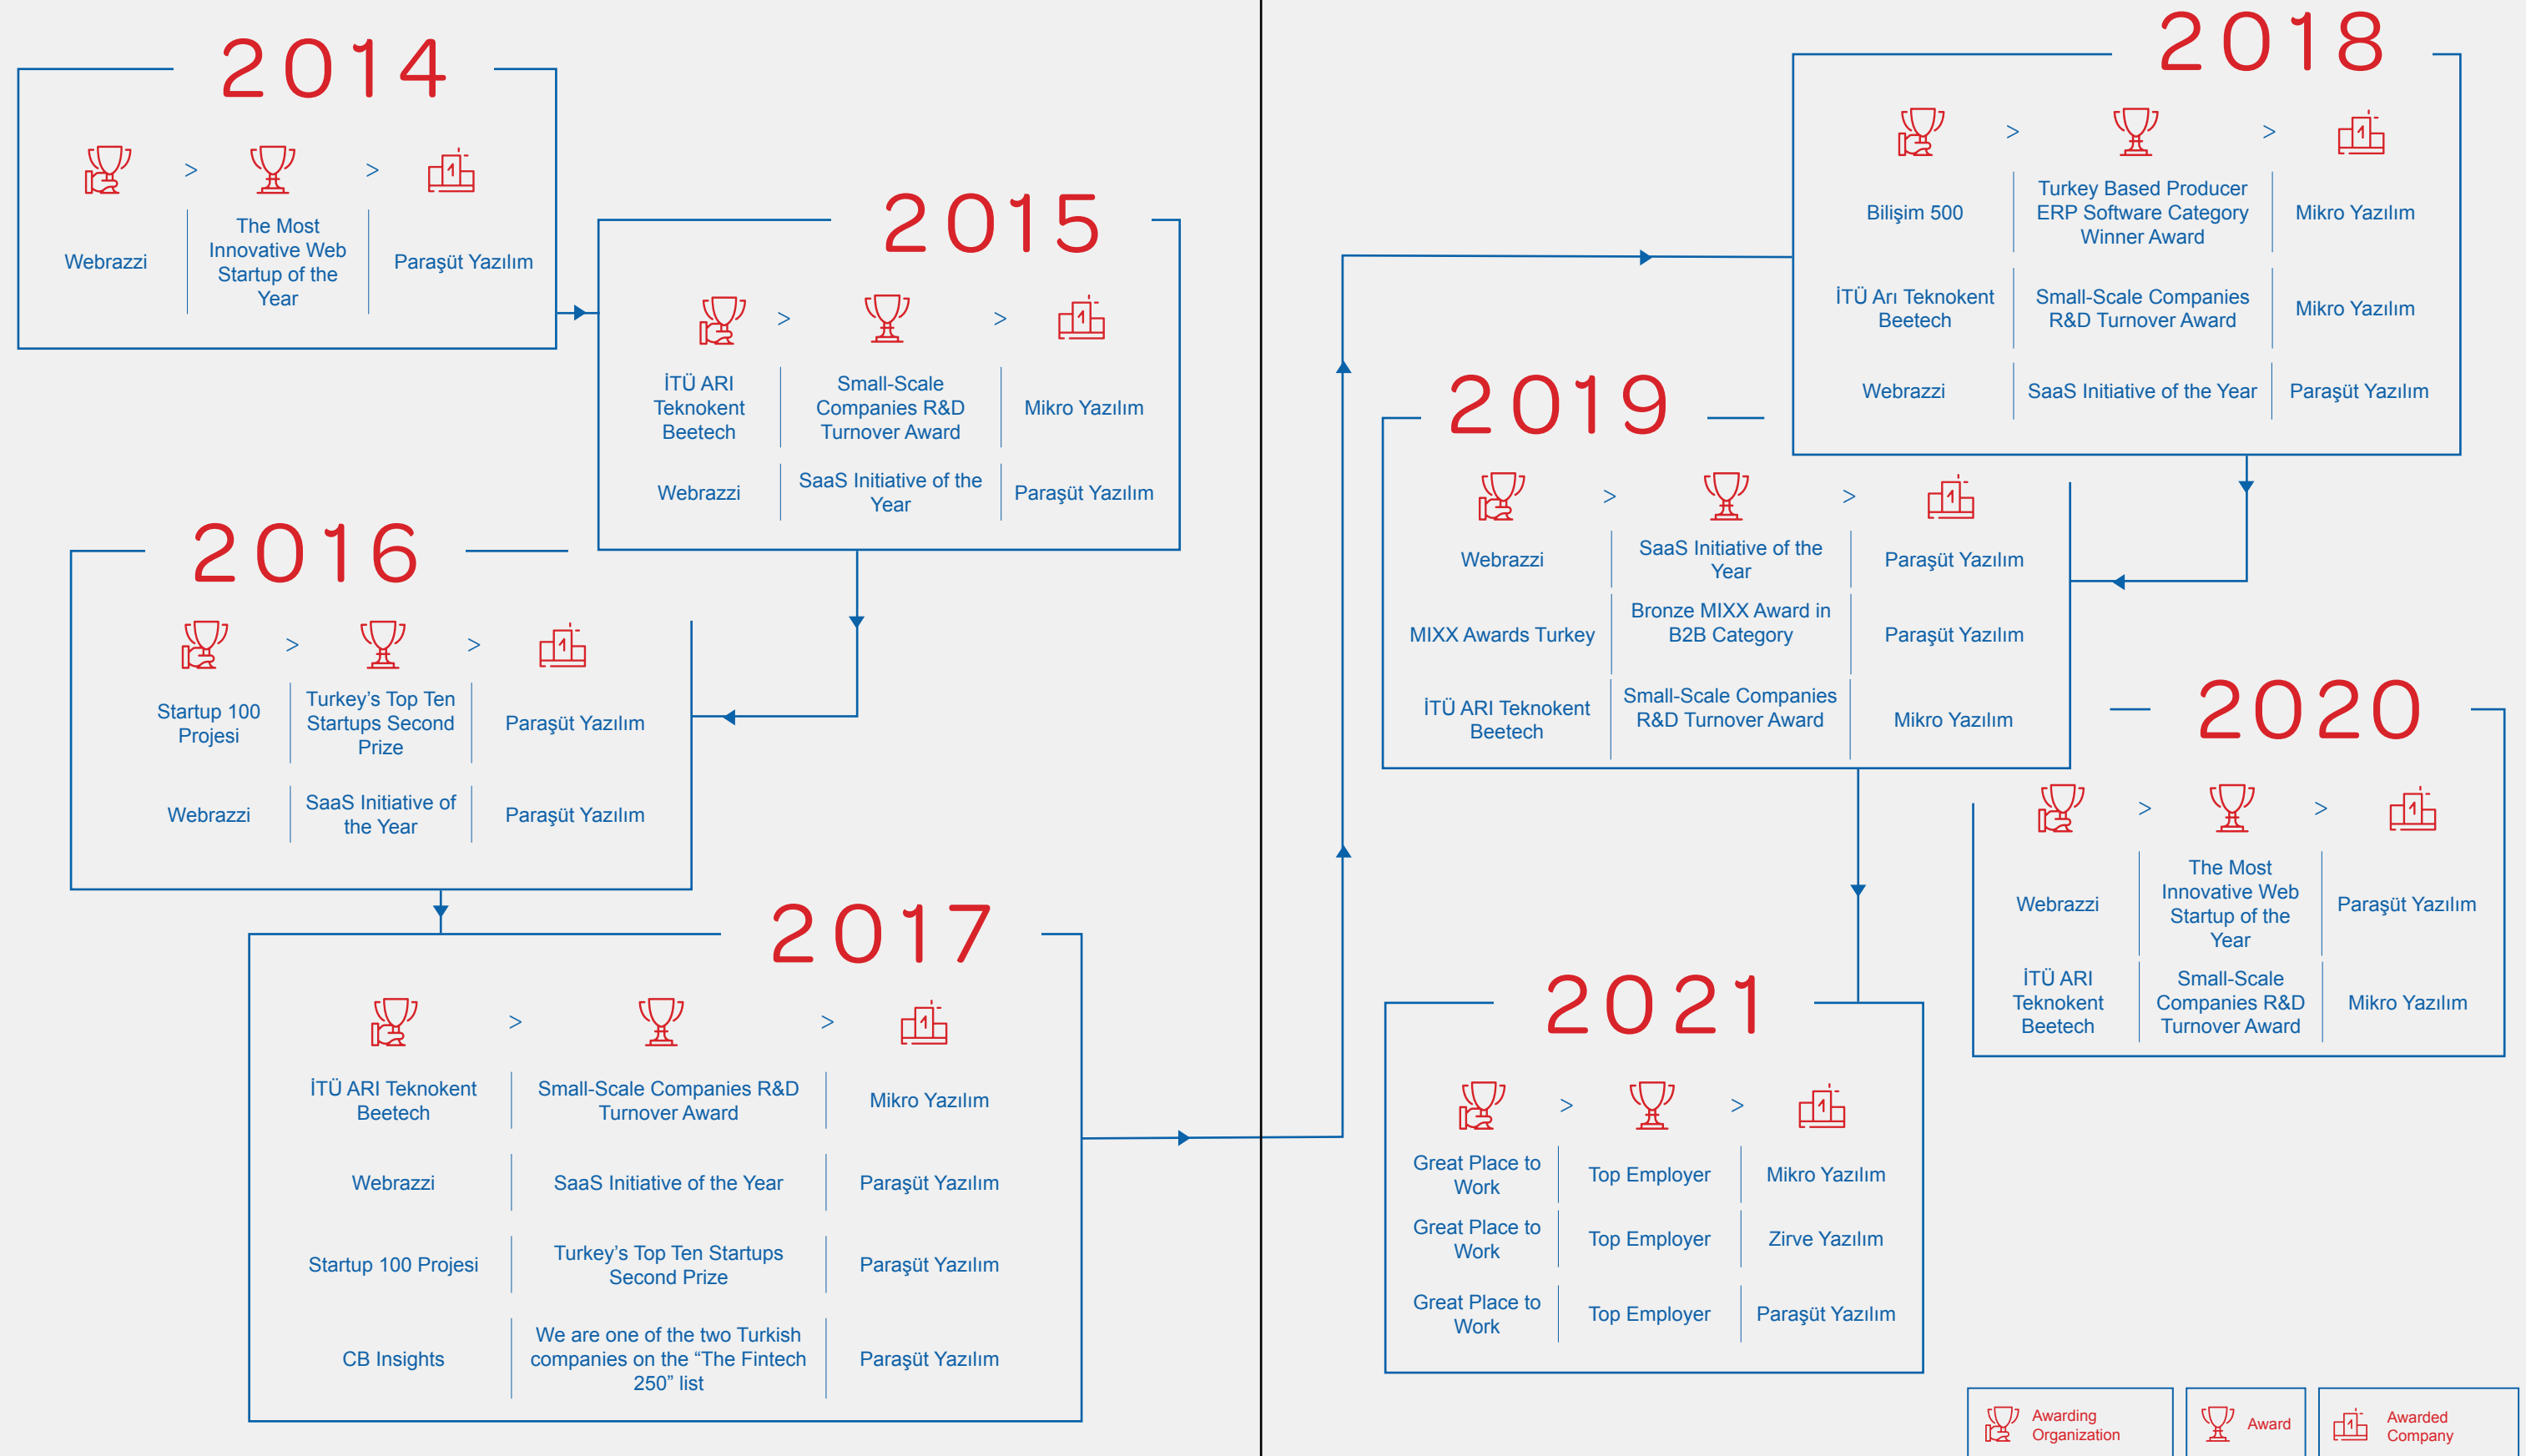 2014
>
>
Webrazzi
The Most
Innovative Web
Startup of the
Year
Paraşüt Yazılım
2015
>
>
İTÜ ARI
Teknokent
Beetech
Small-Scale
Companies R&D
Turnover Award
Mikro Yazılım
Webrazzi
SaaS Initiative of the
Year
Paraşüt Yazılım
2016
>
>
Startup 100
Projesi
Turkey’s Top Ten
Startups Second
Prize
Paraşüt Yazılım
Webrazzi
SaaS Initiative of
the Year
Paraşüt Yazılım
2017
>
>
İTÜ ARI Teknokent
Beetech
Small-Scale Companies R&D
Turnover Award
Mikro Yazılım
Webrazzi
SaaS Initiative of the Year
Paraşüt Yazılım
Startup 100 Projesi
Turkey’s Top Ten Startups
Second Prize
Paraşüt Yazılım
CB Insights
We are one of the two Turkish
companies on the “The Fintech
250” list
Paraşüt Yazılım
2018
>
>
Bilişim 500
Turkey Based Producer
ERP Software Category
Winner Award
Mikro Yazılım
İTÜ Arı Teknokent
Beetech
Small-Scale Companies
R&D Turnover Award
Mikro Yazılım
Webrazzi
SaaS Initiative of the Year
Paraşüt Yazılım
2019
>
>
Webrazzi
SaaS Initiative of the
Year
Paraşüt Yazılım
MIXX Awards Turkey
Bronze MIXX Award in
B2B Category
Paraşüt Yazılım
İTÜ ARI Teknokent
Beetech
Small-Scale Companies
R&D Turnover Award
Mikro Yazılım
2020
>
>
Webrazzi
The Most
Innovative Web
Startup of the
Year
Paraşüt Yazılım
İTÜ ARI
Teknokent
Beetech
Small-Scale
Companies R&D
Turnover Award
Mikro Yazılım
2021
>
>
Great Place to
Work
Top Employer
Mikro Yazılım
Great Place to
Work
Top Employer
Zirve Yazılım
Great Place to
Work
Top Employer
Paraşüt Yazılım
Awarding
Organization
Award
Awarded
Company